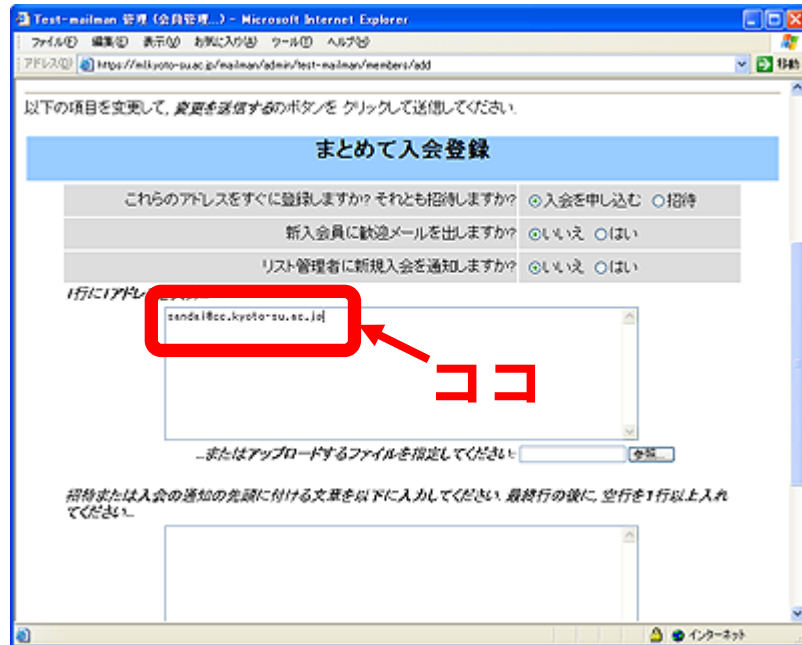 Test-mailman 管理 (会員管理...) - Microsoft Internet Explorer
ファイル(F) 編集(E) 表示(V) お気に入り(A) ツール(T) ヘルプ(H)
アドレス(D) https://ml.kyoto-su.ac.jp/mailman/admin/test-mailman/members/add 移動
以下の項目を変更して, 変更を送信するのボタンを クリックして送信してください.
まとめて入会登録
これらのアドレスをすぐに登録しますか? それとも招待しますか? 入会を申し込む 招待
新入会員に歓迎メールを出しますか? いいえ はい
リスト管理者に新規入会を通知しますか? いいえ はい
1行に1アドレス
sandai@cc.kyoto-su.ac.jp
ココ
...またはアップロードするファイルを指定してください: 参照...
招待または入会の通知の先頭に付ける文章を以下に入力してください. 最終行の後に, 空行を1行以上入れ
てください...
インターネット